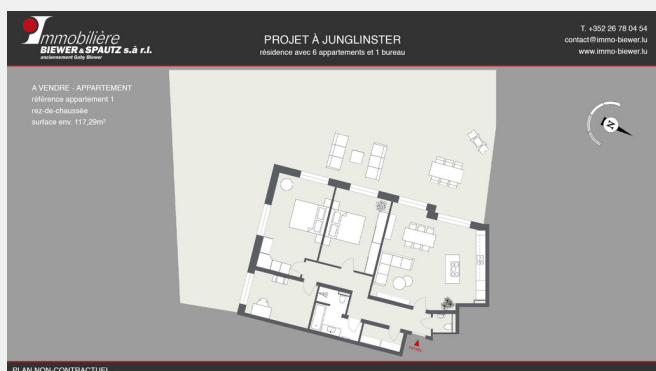 Immobilière
BIEWER & SPAUTZ s.à r.l.
anciennement Gaby Biewer
PROJET À JUNGLINSTER
résidence avec 6 appartements et 1 bureau
T. +352 26 78 04 54
contact@immo-biewer.lu
www.immo-biewer.lu
A VENDRE - APPARTEMENT
référence appartement 1
rez-de-chaussée
surface env. 117,29m²
N
PLAN NON-CONTRACTUEL